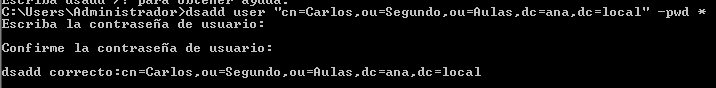 Escriba dsadd /? para obtener ayuda.
C:\Users\Administrador>dsadd user "cn=Carlos,ou=Segundo,ou=Aulas,dc=ana,dc=local" -pwd *
Escriba la contraseña de usuario:
Confirme la contraseña de usuario:
dsadd correcto:cn=Carlos,ou=Segundo,ou=Aulas,dc=ana,dc=local